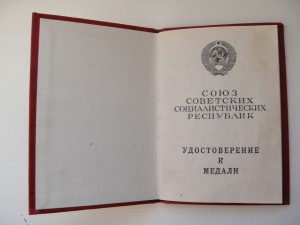 СОЮЗ
СОВЕТСКИХ
СОЦИАЛИСТИЧЕСКИХ
РЕСПУБЛИК
УДОСТОВЕРЕНИЕ
К
МЕДАЛИ